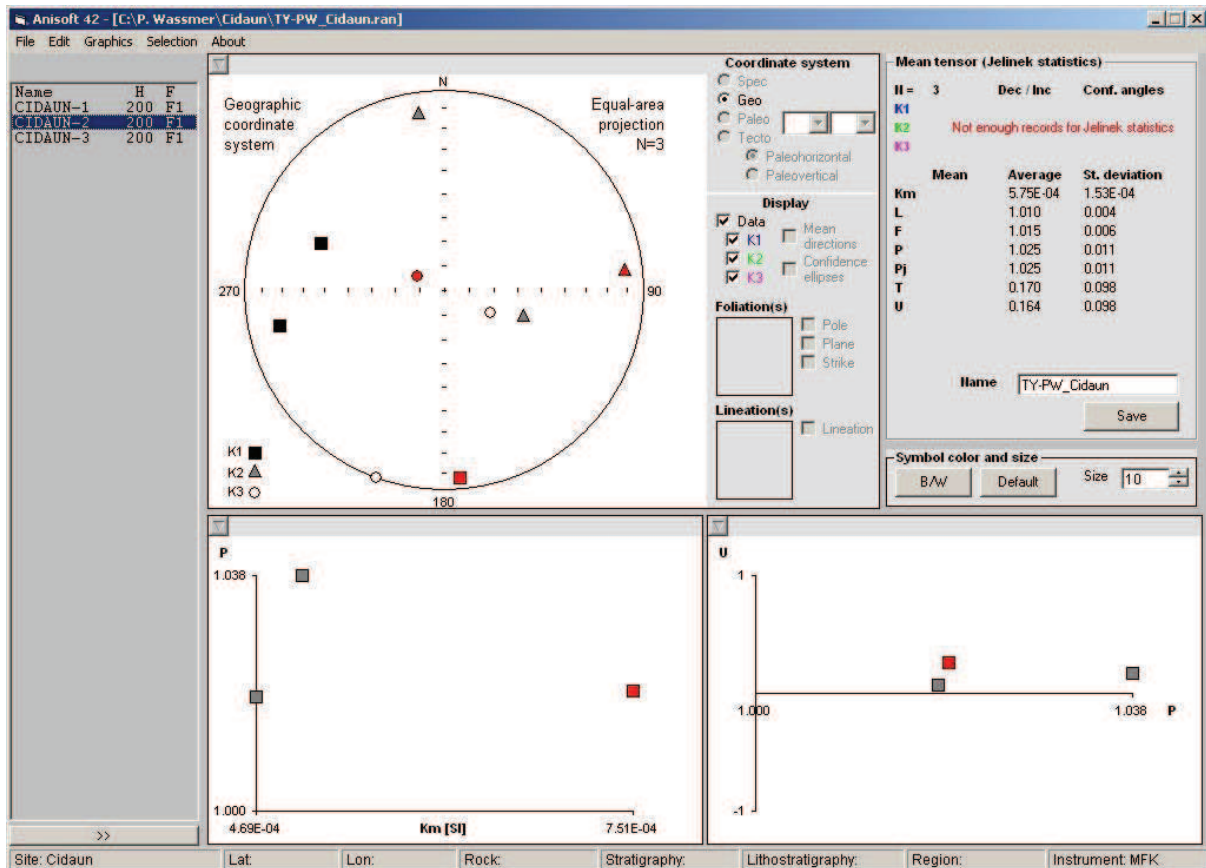 Anisoft 42 - [C:\P. Wassmer\Cidaun\TY-PW_Cidaun.ran]
File Edit Graphics Selection About
Name H F
CIDAUN-1 200 F1
CIDAUN-2 200 F1
CIDAUN-3 200 F1
>>
Geographic
coordinate
system
N
Equal-area
projection
N=3
270
90
180
K1
K2
K3
Coordinate system
Spec
Geo
Paleo
Tecto
Paleohorizontal
Paleovertical
Display
Data
K1
K2
K3
Mean
directions
Confidence
ellipses
Foliation(s)
Pole
Plane
Strike
Lineation(s)
Lineation
Mean tensor (Jelinek statistics)
N = 3 Dec / Inc Conf. angles
K1
K2 Not enough records for Jelinek statistics
K3
Mean Average St. deviation
Km 5.75E-04 1.53E-04
L 1.010 0.004
F 1.015 0.006
P 1.025 0.011
Pj 1.025 0.011
T 0.170 0.098
U 0.164 0.098
Name TY-PW_Cidaun
Save
Symbol color and size
B/W Default Size 10
P
1.038
1.000
4.69E-04 Km [SI] 7.51E-04
U
1
1.000 1.038 P
-1
Site: Cidaun Lat: Lon: Rock: Stratigraphy: Lithostratigraphy: Region: Instrument: MFK